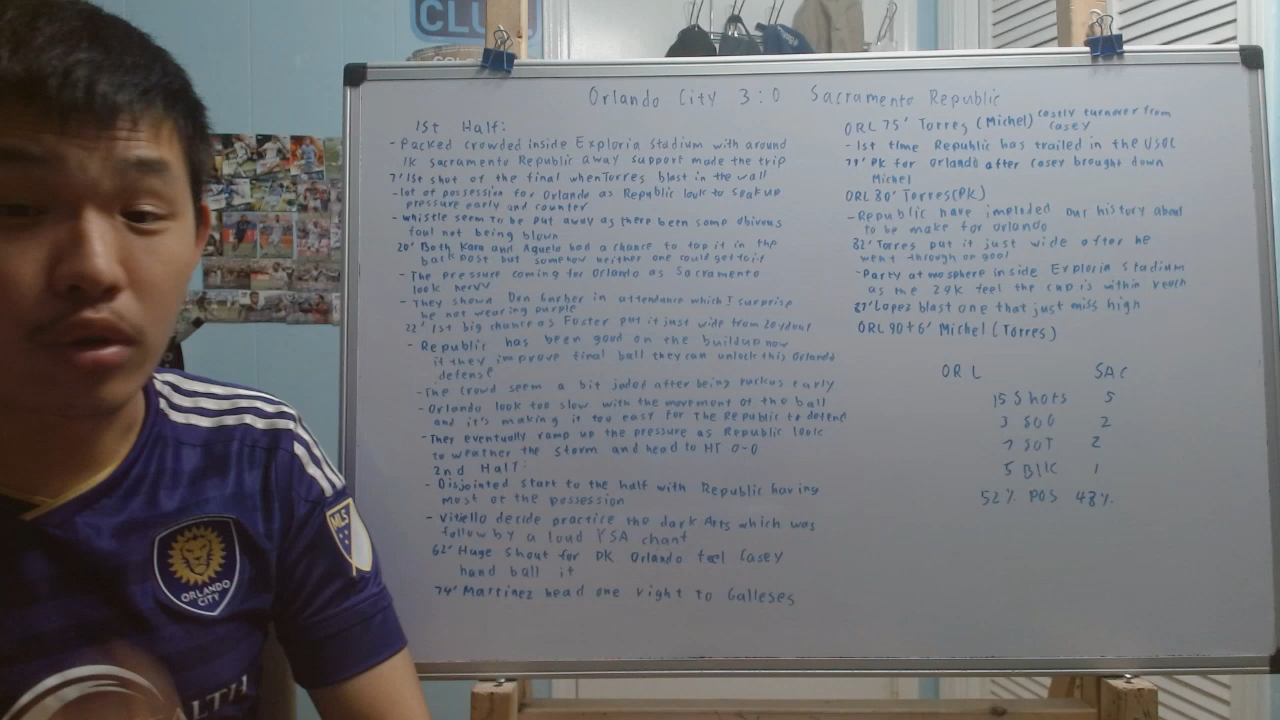 CLU
Orlando City 3:0 Sacramento Republic
1st Half:
- Packed crowded inside Exploria Stadium with around
1K Sacramento Republic away support made the trip
7' 1st shot of the final when Torres blast in the wall
- lot of possession for Orlando as Republic look to soak up
pressure early and counter
- whistle seem to be put away as there been some obivous
foul not being blown
20' Both Kara and Agnelo had a chance to tap it in the
back post but somehow neither one could get to it
- The pressure coming for Orlando as Sacramento
look nervy
- They shown Don Garber in attendance which I surprise
he not wearing purple
22' 1st big chance as Foster put it just wide from 20 yd out
- Republic has been good on the buildup now
if they improve final ball they can unlock this Orlando
defense
- The crowd seem a bit jaded after being ruckus early
- Orlando look too slow with the movement of the ball
and it's making it too easy for The Republic to defend
- They eventually ramp up the pressure as Republic look
to weather the storm and head to HT 0-0
2nd Half:
- Disjointed start to the half with Republic having
most of the possession
- Vitiello decide practice the dark Arts which was
follow by a loud YSA chant
62' Huge shout for PK Orlando feel Casey
hand ball it
74' Martinez head one right to Galleses
ORL 75' Torres (Michel) costly turnover from
Casey
- 1st time Republic has trailed in the USOC
79' PK for Orlando after Casey brought down
Michel
ORL 80' Torres (PK)
- Republic have imploded our history about
to be make for Orlando
82' Torres put it just wide after he
went through on goal
- Party atmosphere inside Exploria Stadium
as the 24K feel the cup is within reach
87' Lopez blast one that just miss high
ORL 90+6' Michel (Torres)
ORL SAC
15 Shots 5
3 SOG 2
7 SOT 2
5 Blk 1
52% POS 48%
MLS
ORLANDO
CITY
ALTH